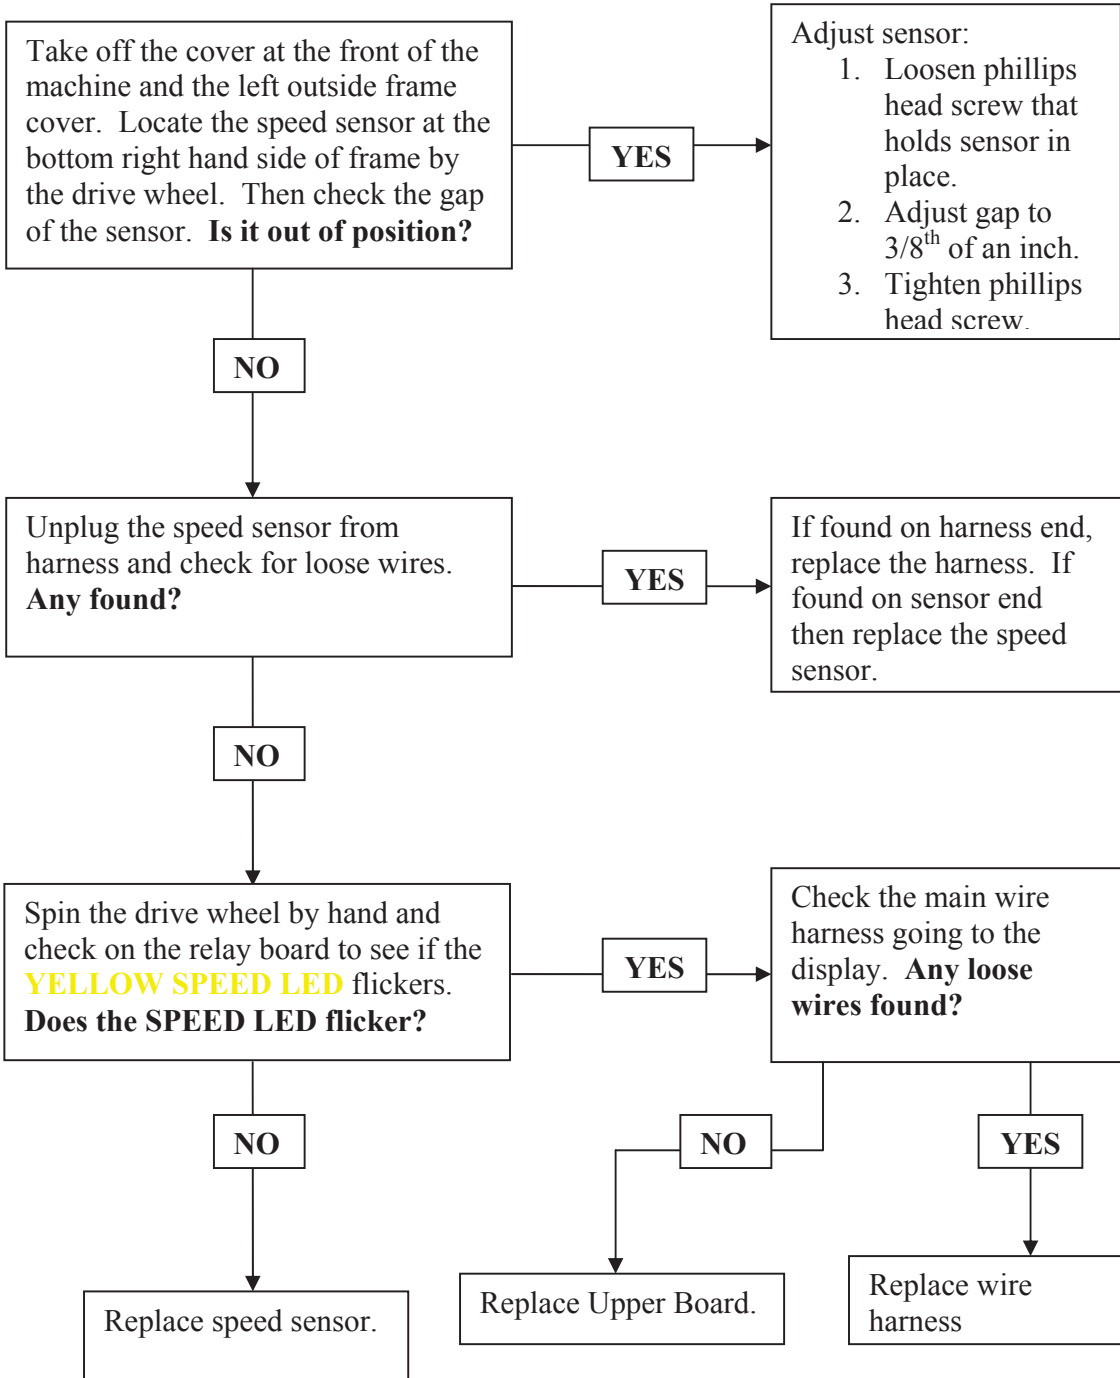 Take off the cover at the front of the
machine and the left outside frame
cover.  Locate the speed sensor at the
bottom right hand side of frame by
the drive wheel.  Then check the gap
of the sensor.  Is it out of position?
YES
Adjust sensor:
1. Loosen phillips
head screw that
holds sensor in
place.
2. Adjust gap to
3/8th of an inch.
3. Tighten phillips
head screw.
NO
Unplug the speed sensor from
harness and check for loose wires.
Any found?
YES
If found on harness end,
replace the harness.  If
found on sensor end
then replace the speed
sensor.
NO
Spin the drive wheel by hand and
check on the relay board to see if the
YELLOW SPEED LED flickers.
Does the SPEED LED flicker?
YES
Check the main wire
harness going to the
display.  Any loose
wires found?
NO
NO
YES
Replace speed sensor.
Replace Upper Board.
Replace wire
harness